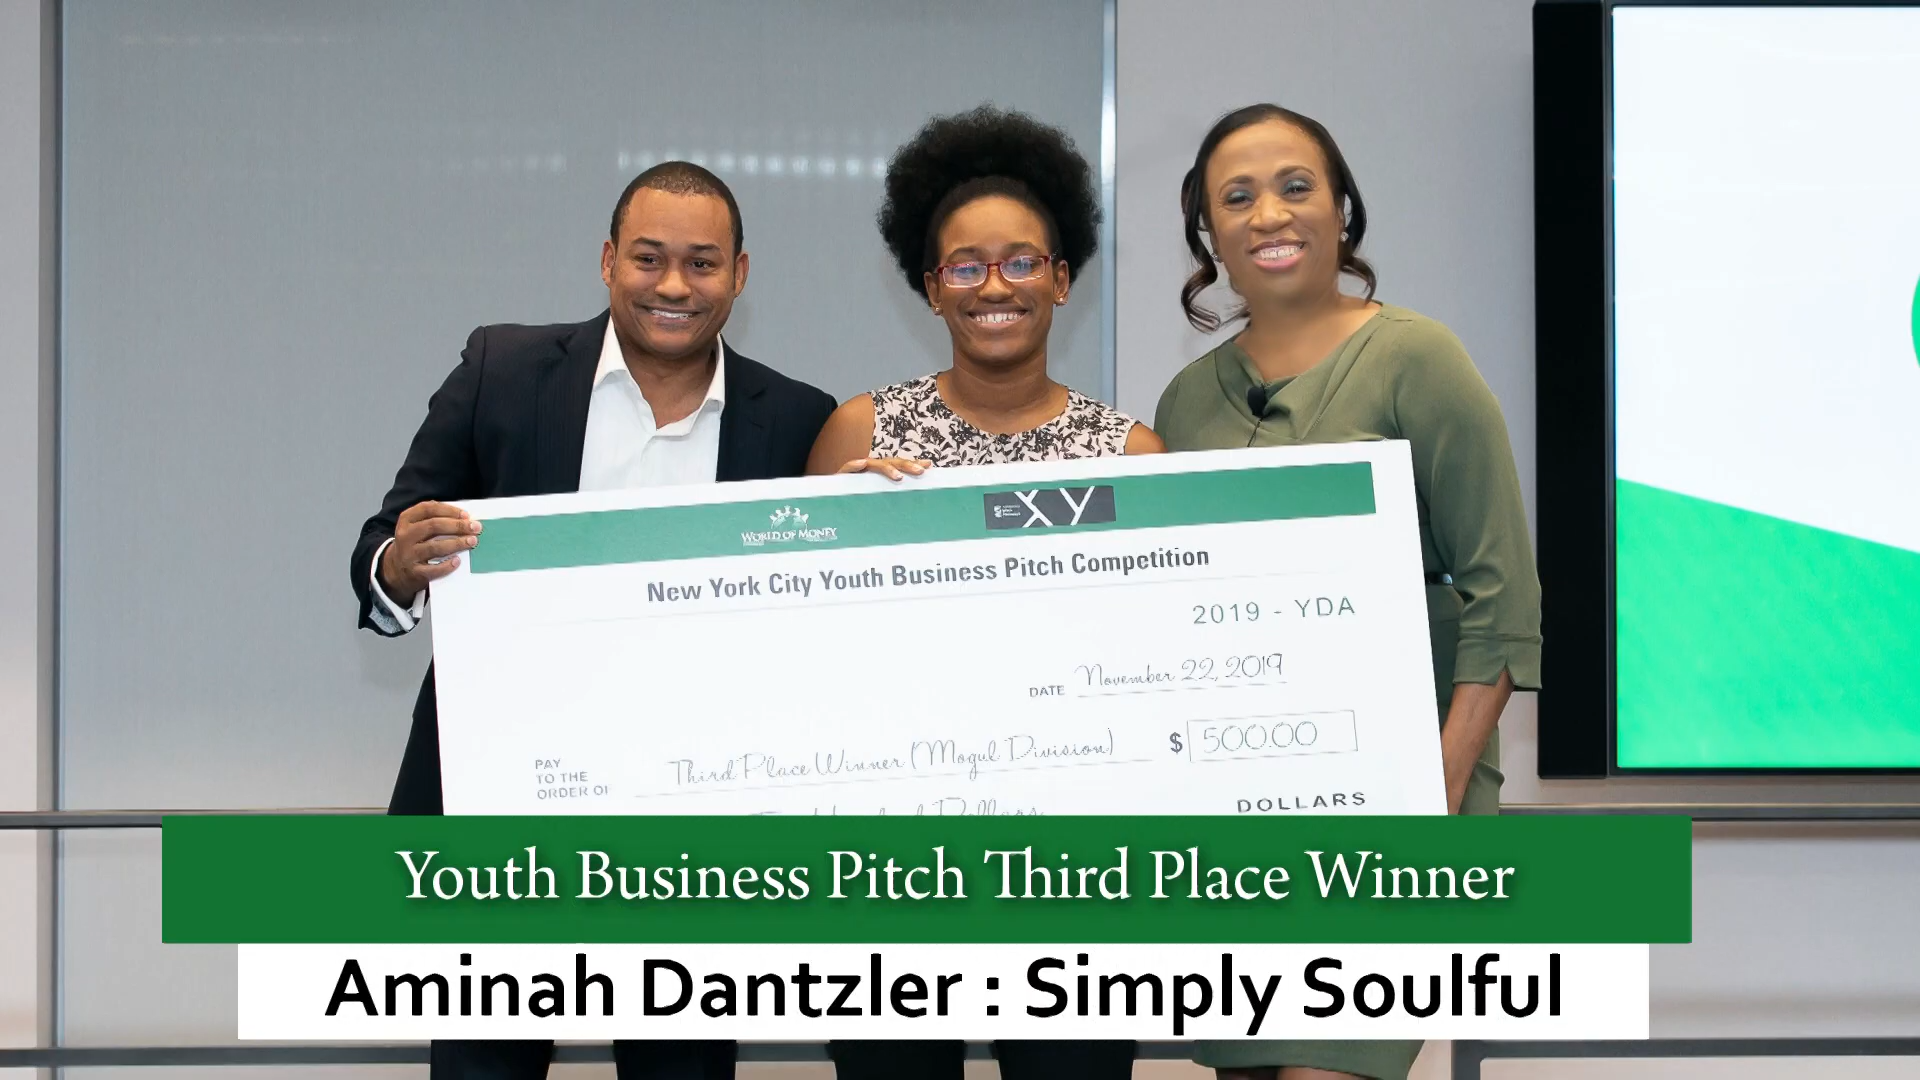 WORLD OF MONEY
XY
New York City Youth Business Pitch Competition
2019 - YDA
DATE November 22, 2019
PAY
TO THE
ORDER OF Third Place Winner (Mogul Division) $ 500.00
DOLLARS
Youth Business Pitch Third Place Winner
Aminah Dantzler : Simply Soulful